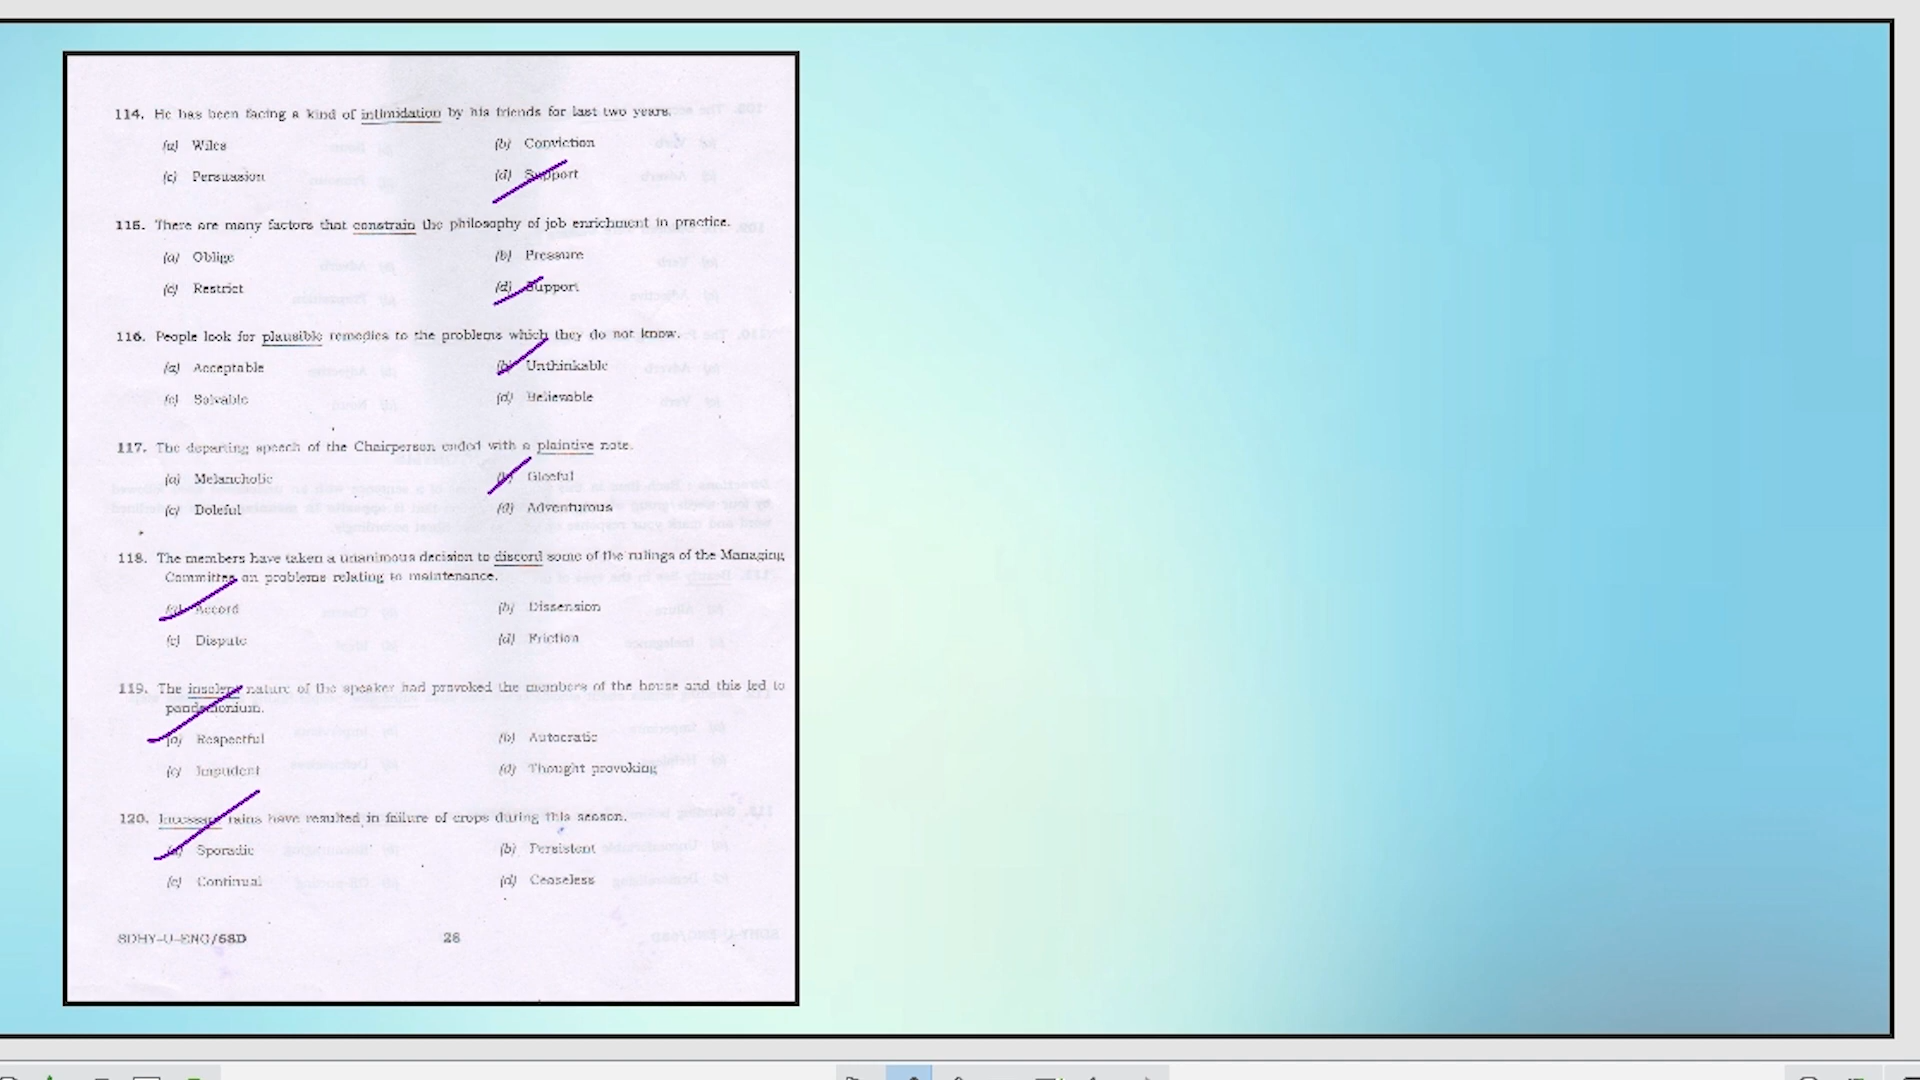 114. He has been facing a kind of intimidation by his friends for last two years.
(a) Wiles (b) Conviction
(c) Persuasion (d) Support
115. There are many factors that constrain the philosophy of job enrichment in practice.
(a) Oblige (b) Pressure
(c) Restrict (d) Support
116. People look for plausible remedies to the problems which they do not know.
(a) Acceptable (b) Unthinkable
(c) Solvable (d) Believable
117. The departing speech of the Chairperson ended with a plaintive note.
(a) Melancholic (b) Gleeful
(c) Doleful (d) Adventurous
118. The members have taken a unanimous decision to discord some of the rulings of the Managing
Committee on problems relating to maintenance.
(a) Accord (b) Dissension
(c) Dispute (d) Friction
119. The insolent nature of the speaker had provoked the members of the house and this led to
pandemonium.
(a) Respectful (b) Autocratic
(c) Impudent (d) Thought provoking
120. Incessant rains have resulted in failure of crops during this season.
(a) Sporadic (b) Persistent
(c) Continual (d) Ceaseless
SDHY-U-ENG/58D 26